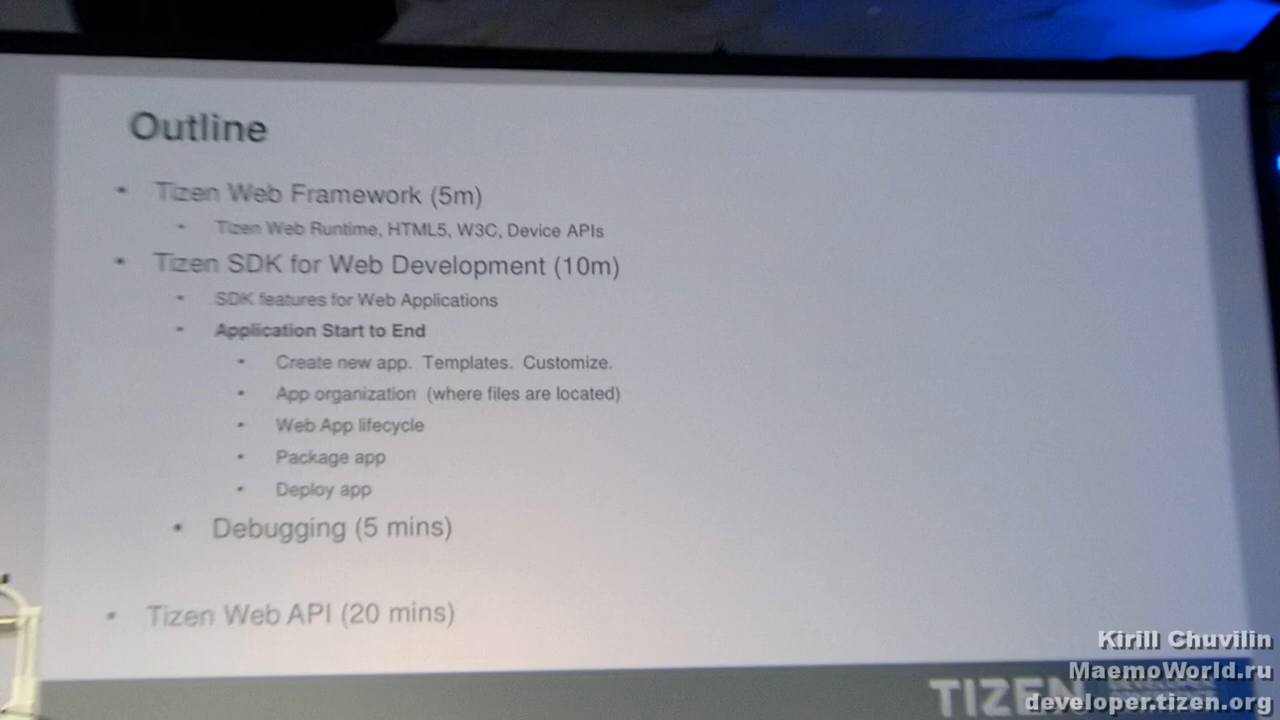 Outline
• Tizen Web Framework (5m)
• Tizen Web Runtime, HTML5, W3C, Device APIs
• Tizen SDK for Web Development (10m)
• SDK features for Web Applications
• Application Start to End
• Create new app. Templates. Customize.
• App organization (where files are located)
• Web App lifecycle
• Package app
• Deploy app
• Debugging (5 mins)
• Tizen Web API (20 mins)
Kirill Chuvilin
MaemoWorld.ru
TIZEN
developer.tizen.org